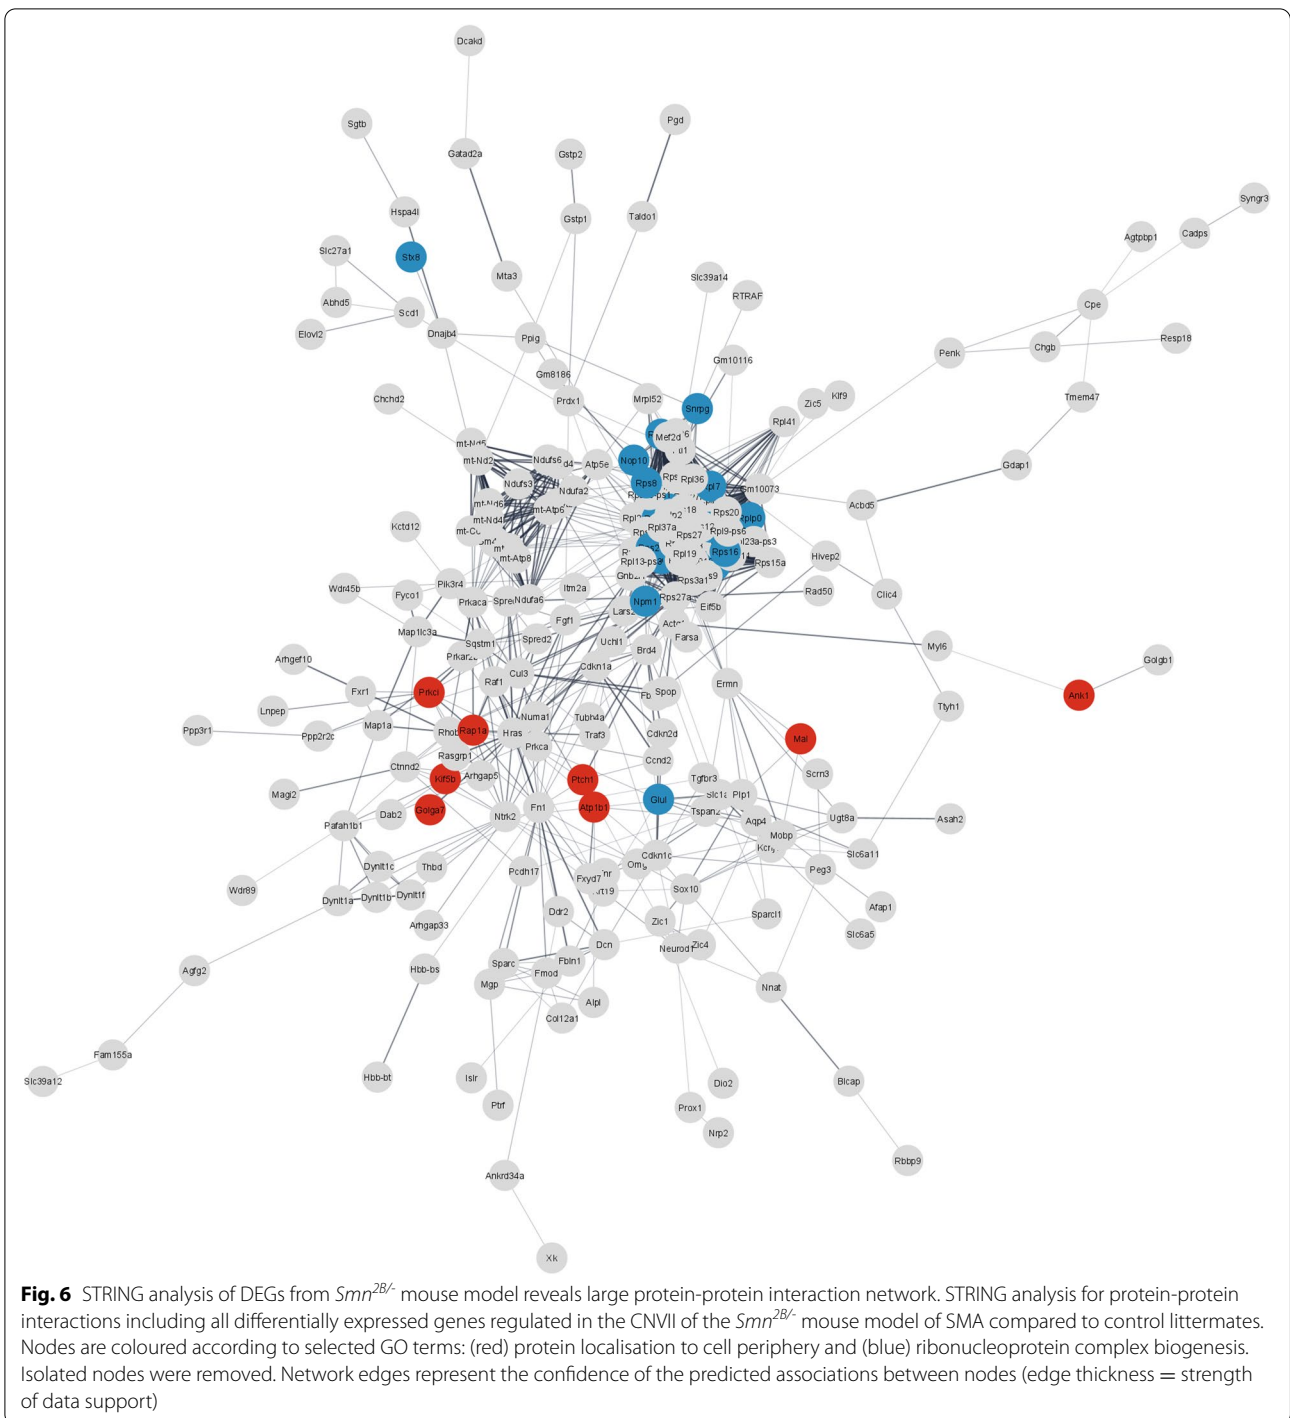 Dcakd
Sgtb
Pgd
Gatad2a
Gstp2
Syngr3
Hspa4l
Gstp1
Taldo1
Agtpbp1
Cadps
Slc27a1
Stx8
Mta3
Slc39a14
RTRAF
Abhd5
Scd1
Cpe
Elovl2
Dnajb4
Ppig
Resp18
Chgb
Penk
Gm10116
Gm8186
Chchd2
Prdx1
Mrpl52
Snrpg
Zic5
Klf9
Tmem47
Rpl41
Mef2d
mt-Nd5
mt-Nd2
Ndufs6
Atp5e
Nop10
Gdap1
Ndufs3
Ndufa2
Rps8
Rpl36
Gm10073
Acbd5
mt-Nd6
mt-Atp6
Rps20
Rplp0
Kctd12
mt-Nd4
Rpl37a
Rps27
Rpl9-ps6
mt-Atp8
Rpl19
Rps16
Rpl13-ps3
Rps15a
Hivep2
Wdr45b
Pik3r4
Fyco1
Prkaca
Ndufa6
Itm2a
Rps3a1
Rad50
Clic4
Npm1
Rps27a
Eif5b
Map1lc3a
Fgf1
Sqstm1
Spred2
Uchl1
Farsa
Myl6
Golgb1
Arhgef10
Cul3
Cdkn1a
Brd4
Fxr1
Prkci
Raf1
Spop
Ermn
Ank1
Lnpep
Ttyh1
Ppp3r1
Ppp2r2c
Map1a
Rap1a
Hras
Numa1
Tubb4a
Traf3
Cdkn2d
Mal
Prkca
Rasgrp1
Ctnnd2
Kif5b
Arhgap5
Ptch1
Ccnd2
Tgfbr3
Scrn3
Magi2
Golga7
Dab2
Ntrk2
Fn1
Atp1b1
Glul
Plp1
Tspan2
Pafah1b1
Aqp4
Mobp
Ugt8a
Asah2
Dynlt1c
Thbd
Pcdh17
Fxyd7
Cdkn1c
Slc6a11
Peg3
Wdr89
Dynlt1a
Dynlt1b
Dynlt1f
Sox10
Arhgap33
Ddr2
Zic1
Sparcl1
Afap1
Slc6a5
Agfg2
Hbb-bs
Sparc
Fbln1
Dcn
Neurod1
Zic4
Mgp
Fmod
Nnat
Alpl
Col12a1
Fam155a
Slc39a12
Hbb-bt
Islr
Dio2
Blcap
Ptrf
Prox1
Nrp2
Rbbp9
Ankrd34a
Xk
Fig. 6 STRING analysis of DEGs from Smn2B/- mouse model reveals large protein-protein interaction network. STRING analysis for protein-protein
interactions including all differentially expressed genes regulated in the CNVII of the Smn2B/- mouse model of SMA compared to control littermates.
Nodes are coloured according to selected GO terms: (red) protein localisation to cell periphery and (blue) ribonucleoprotein complex biogenesis.
Isolated nodes were removed. Network edges represent the confidence of the predicted associations between nodes (edge thickness = strength
of data support)